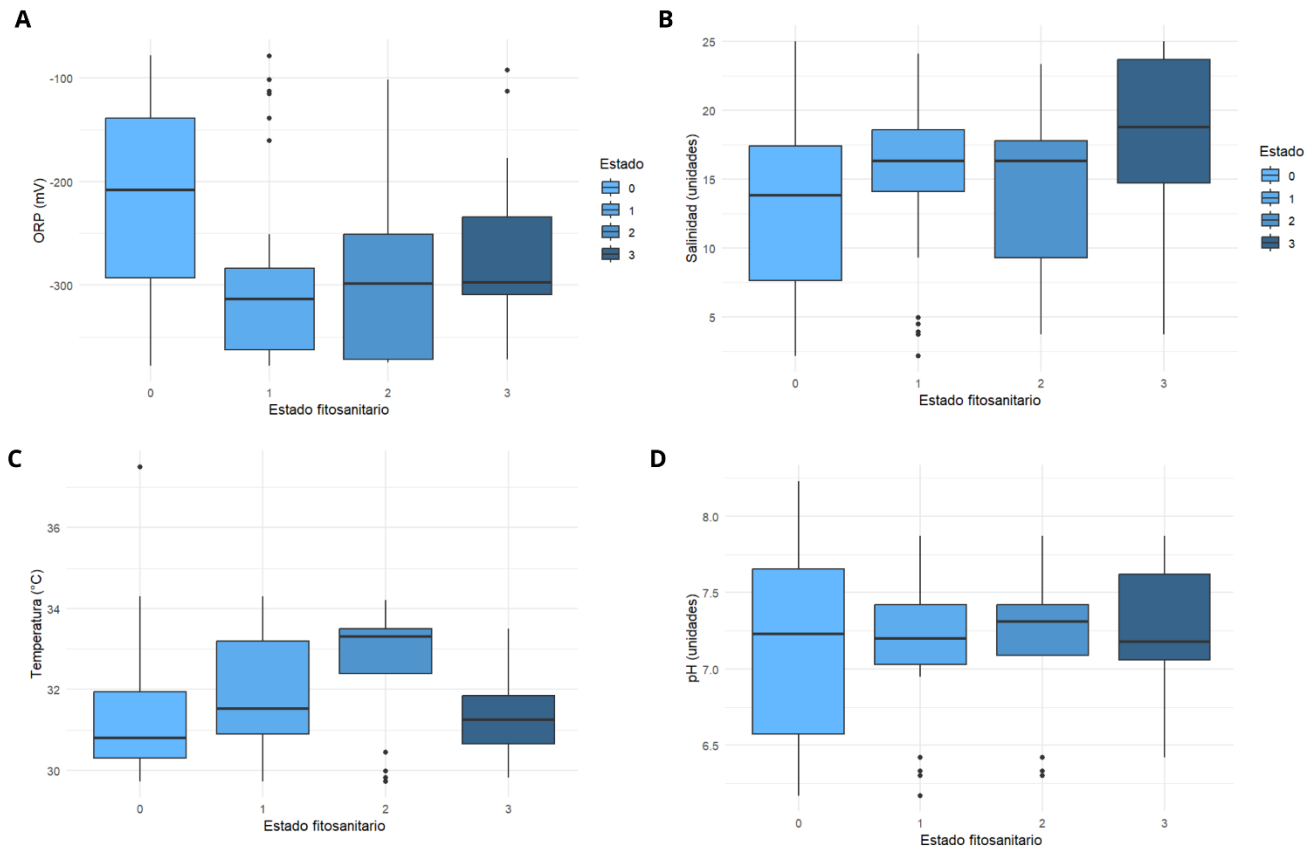 A
-100
-200
-300
ORP (mV)
0
1
2
3
Estado fitosanitario
Estado
0
1
2
3
B
25
20
15
10
5
Salinidad (unidades)
0
1
2
3
Estado fitosanitario
Estado
0
1
2
3
C
36
34
32
30
Temperatura (°C)
0
1
2
3
Estado fitosanitario
D
8.0
7.5
7.0
6.5
pH (unidades)
0
1
2
3
Estado fitosanitario